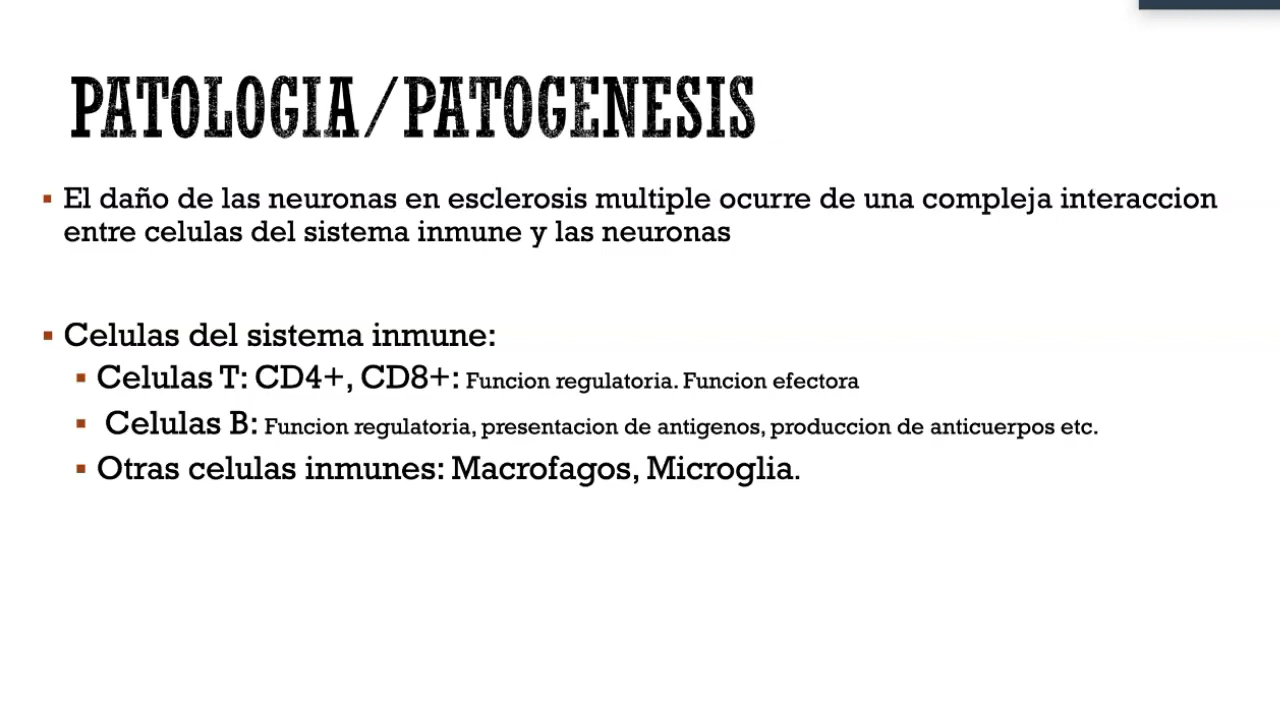 PATOLOGIA/PATOGENESIS
El daño de las neuronas en esclerosis multiple ocurre de una compleja interaccion
entre celulas del sistema inmune y las neuronas
Celulas del sistema inmune:
Celulas T: CD4+, CD8+: Funcion regulatoria. Funcion efectora
Celulas B: Funcion regulatoria, presentacion de antigenos, produccion de anticuerpos etc.
Otras celulas inmunes: Macrofagos, Microglia.